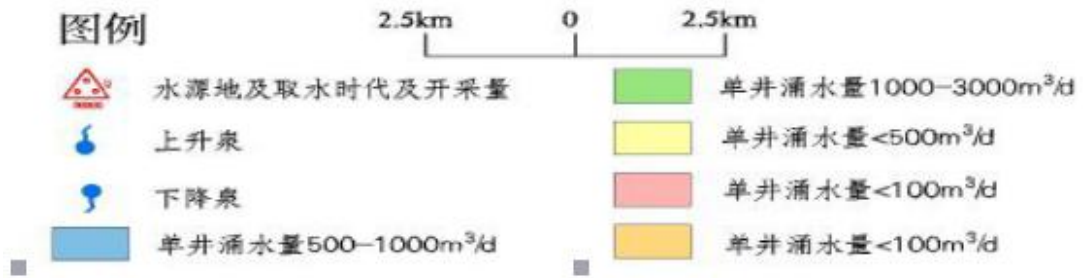 图例
2.5km 0 2.5km
水源地及取水时代及开采量
上升泉
下降泉
单井涌水量500-1000m³/d
单井涌水量1000-3000m³/d
单井涌水量<500m³/d
单井涌水量<100m³/d
单井涌水量<100m³/d